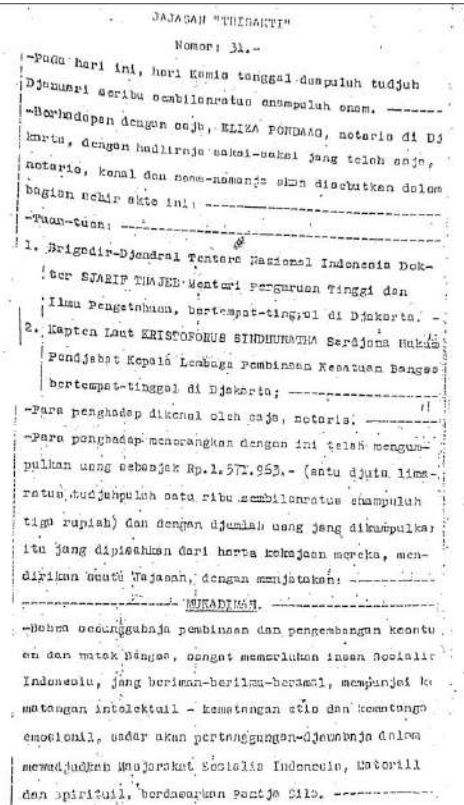 JAJASAN "TRISAKTI"
Nomor: 31.-
-Pada hari ini, hari Kamis tanggal duapuluh tudjuh
Djanuari seribu sembilanratus enampuluh enam. --------
-Berhadapan dengan saja, ELIZA PONDAAG, notaris di Dj
karta, dengan hadlirnja saksi-saksi jang telah saja,
notaris, kenal dan nama-namanja akan disebutkan dalam
bagian achir akte ini: ----------------
-Tuan-tuan: ----------------
1. Brigadir-Djendral Tentara Nasional Indonesia Dok-
ter SJARIF THAJEB Menteri Perguruan Tinggi dan
Ilmu Pengetahuan, bertempat-tinggal di Djakarta. -
2. Kapten Laut KRISTOFORUS SINDHUNATHA Sardjana Hukum
Pendjabat Kepala Lembaga Pembinaan Kesatuan Bangsa
bertempat-tinggal di Djakarta; ----------------
-Para penghadap dikenal oleh saja, notaris. --------
-Para penghadap menerangkan dengan ini telah mengum-
pulkan uang sebanjak Rp.1.571.963.- (satu djuta lima-
ratus tudjuhpuluh satu ribu sembilanratus enampuluh
tiga rupiah) dan dengan djumlah uang jang dikumpulkan
itu jang dipisahkan dari harta kekajaan mereka, men-
dirikan suatu Jajasan, dengan menjatakan: --------
---------------- MUKADIMAH. ----------------
-Bahwa sesungguhnja pembinaan dan pengembangan kesatu
an dan watak Bangsa, sangat memerlukan insan Socialis
Indonesia, jang beriman-berilmu-beramal, mempunjai ke
matangan intelektuil - kematangan etis dan kematanga
emosionil, sadar akan pertanggungan-djawabnja dalam
mewudjudkan Masjarakat Sosialis Indonesia, Materiil
dan spirituil, berdasarkan Pantja Sila. ------------